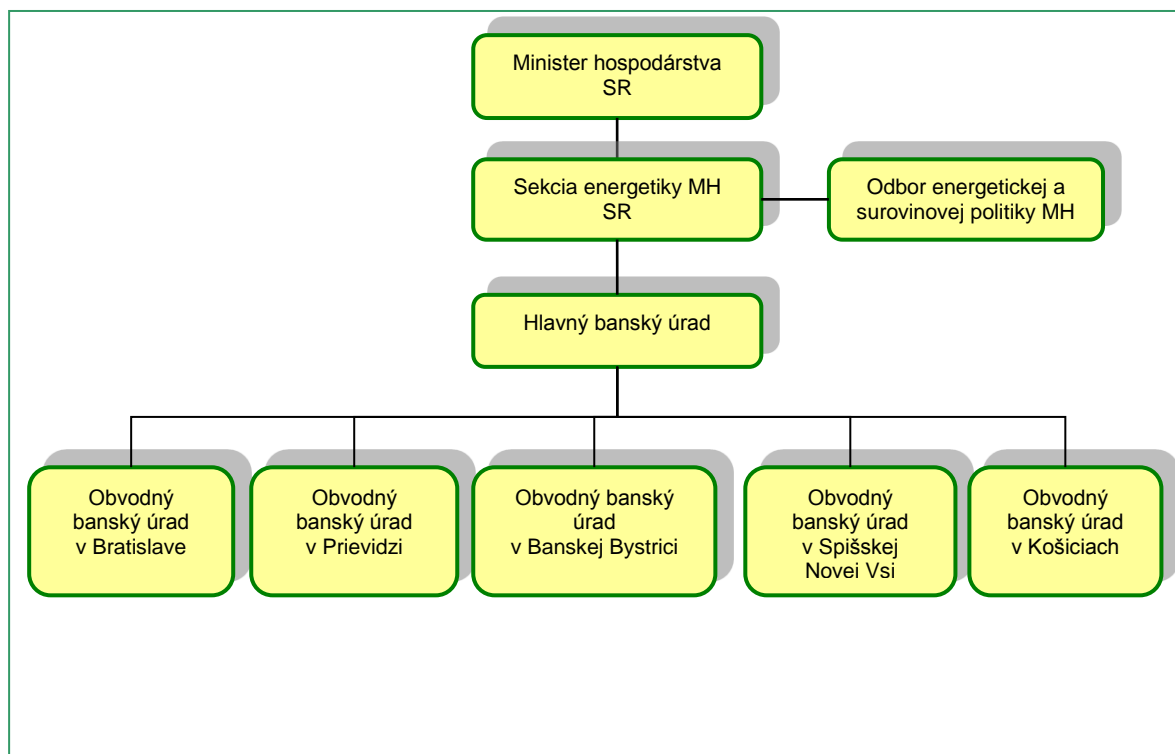 Minister hospodárstva
SR
Sekcia energetiky MH
SR
Odbor energetickej a
surovinovej politiky MH
Hlavný banský úrad
Obvodný
banský úrad
v Bratislave
Obvodný
banský úrad
v Prievidzi
Obvodný banský
úrad
v Banskej Bystrici
Obvodný
banský úrad
v Spišskej
Novej Vsi
Obvodný
banský úrad
v Košiciach